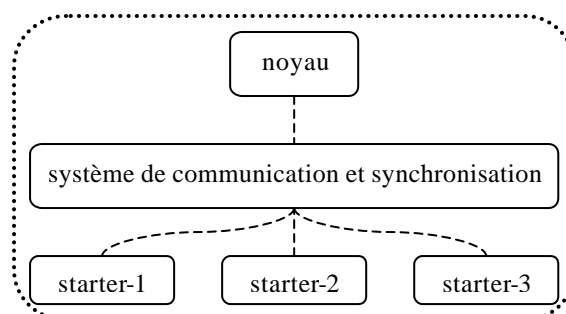 noyau
système de communication et synchronisation
starter-1 starter-2 starter-3